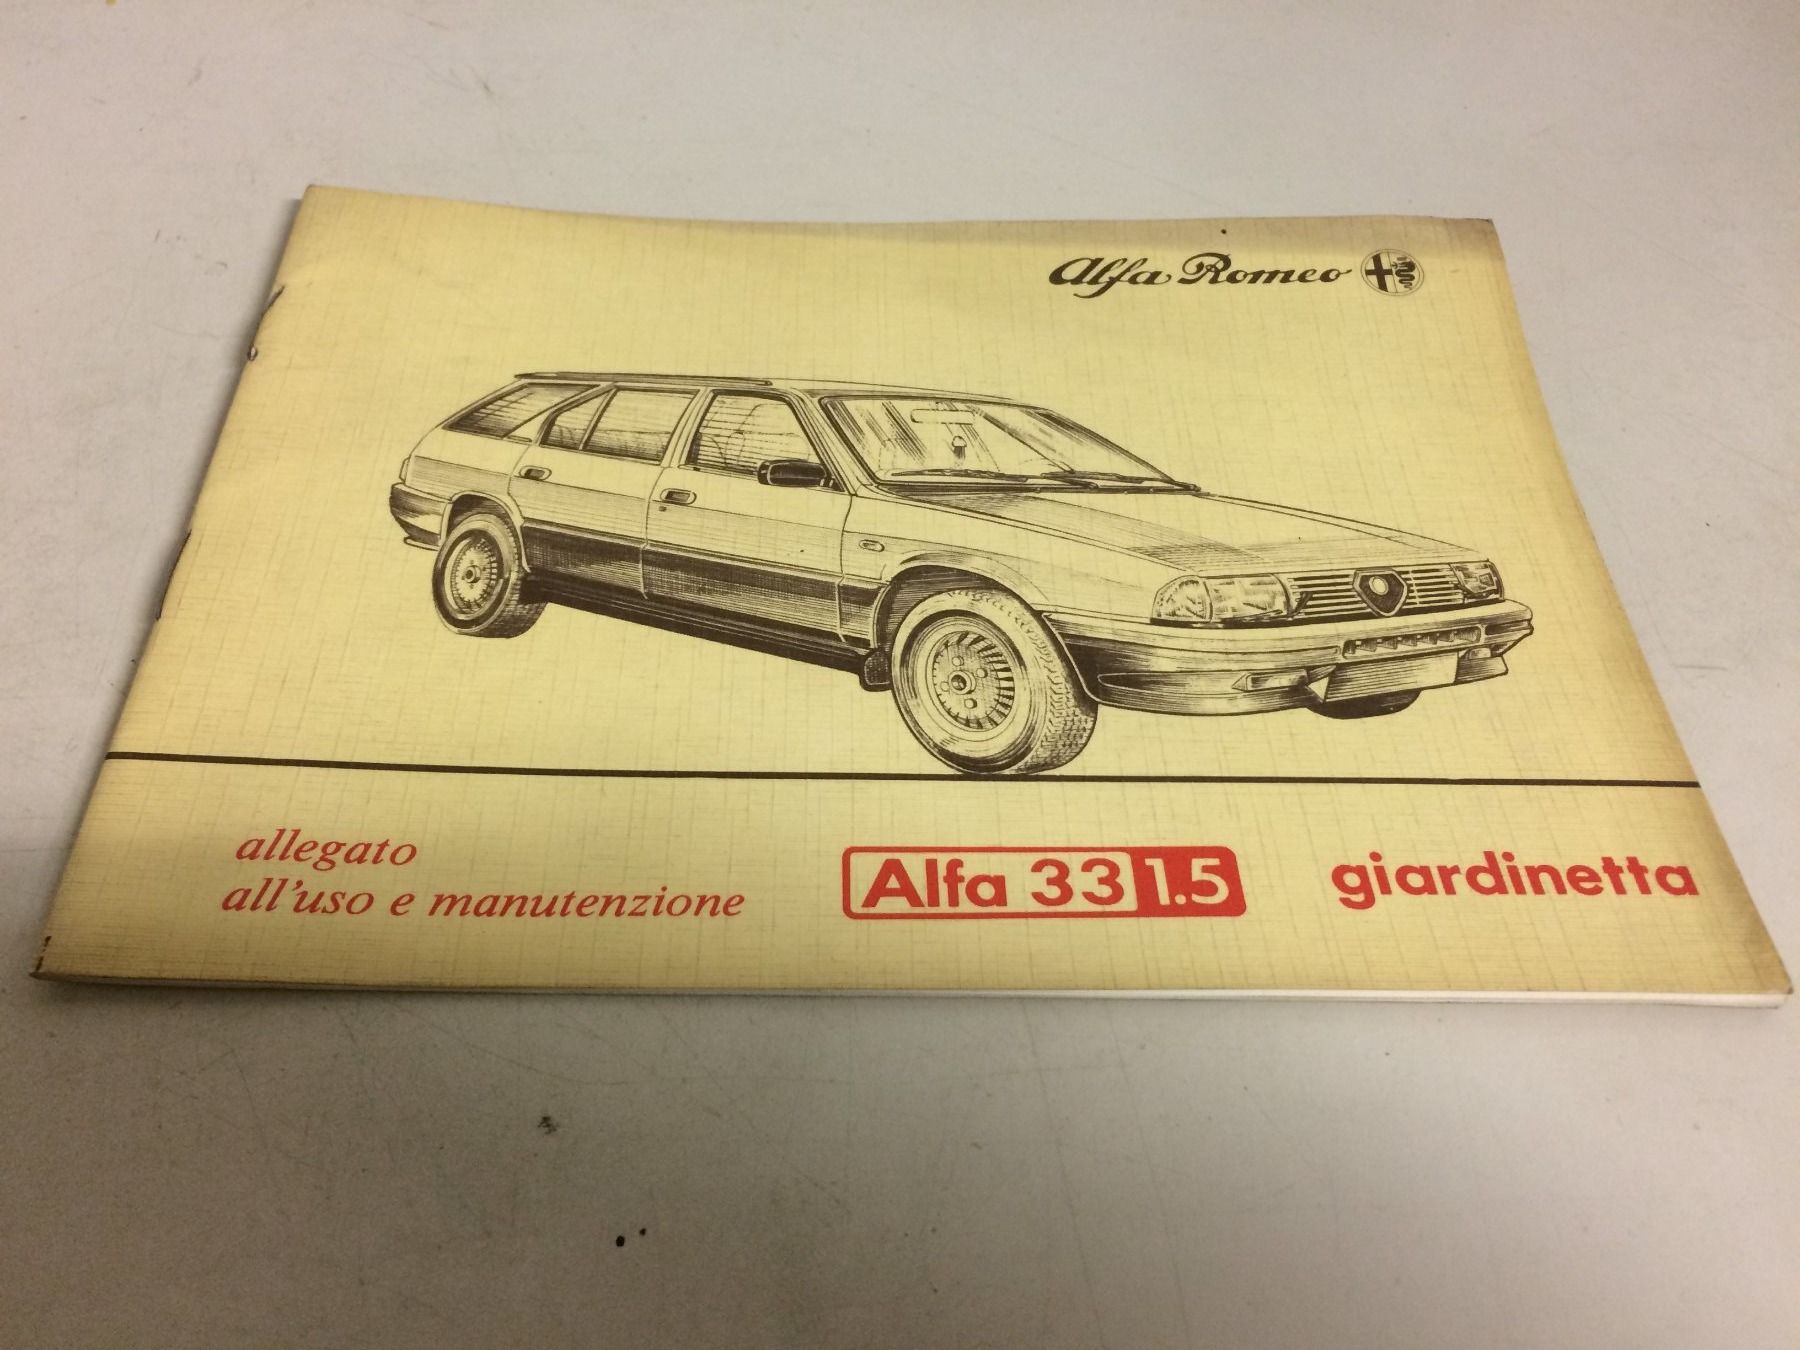 Alfa Romeo
allegato
all'uso e manutenzione
Alfa 33 1.5
giardinetta